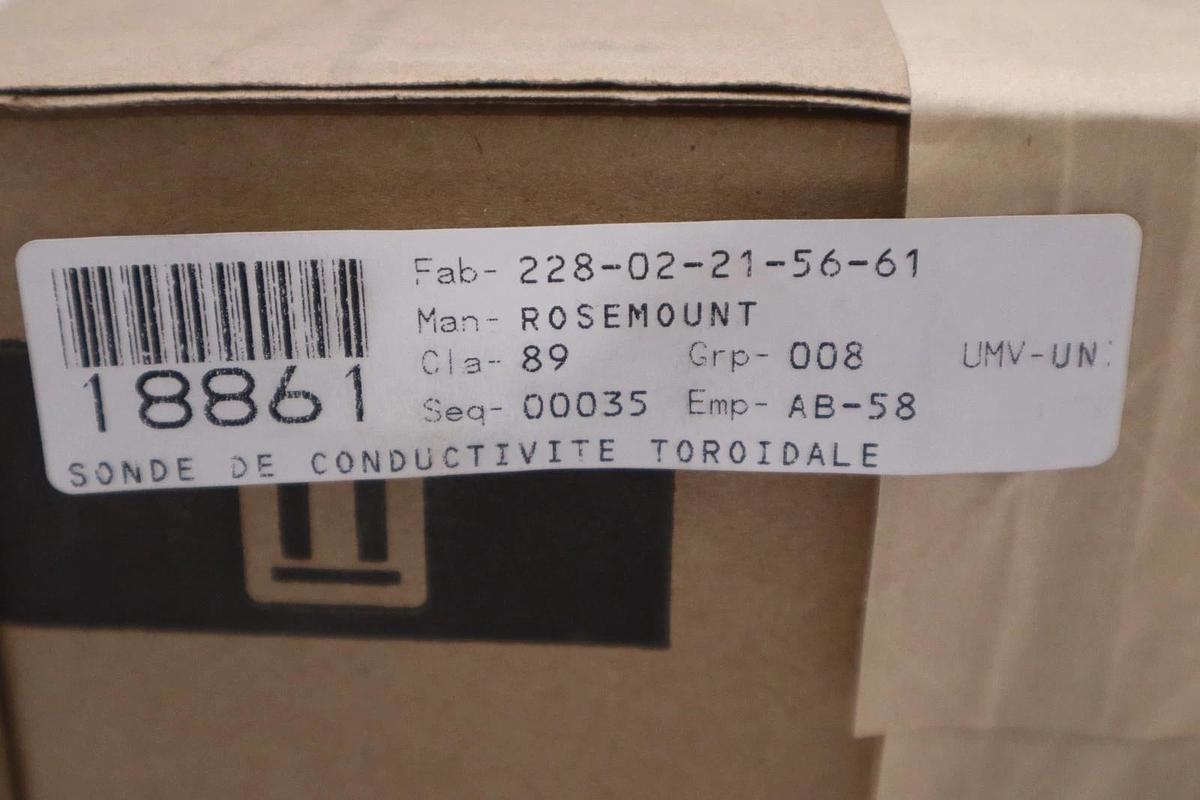 Fab- 228-02-21-56-61
Man- ROSEMOUNT
Cla- 89 Grp- 008 UMV-UN
18861
Seq- 00035 Emp- AB-58
SONDE DE CONDUCTIVITE TOROIDALE